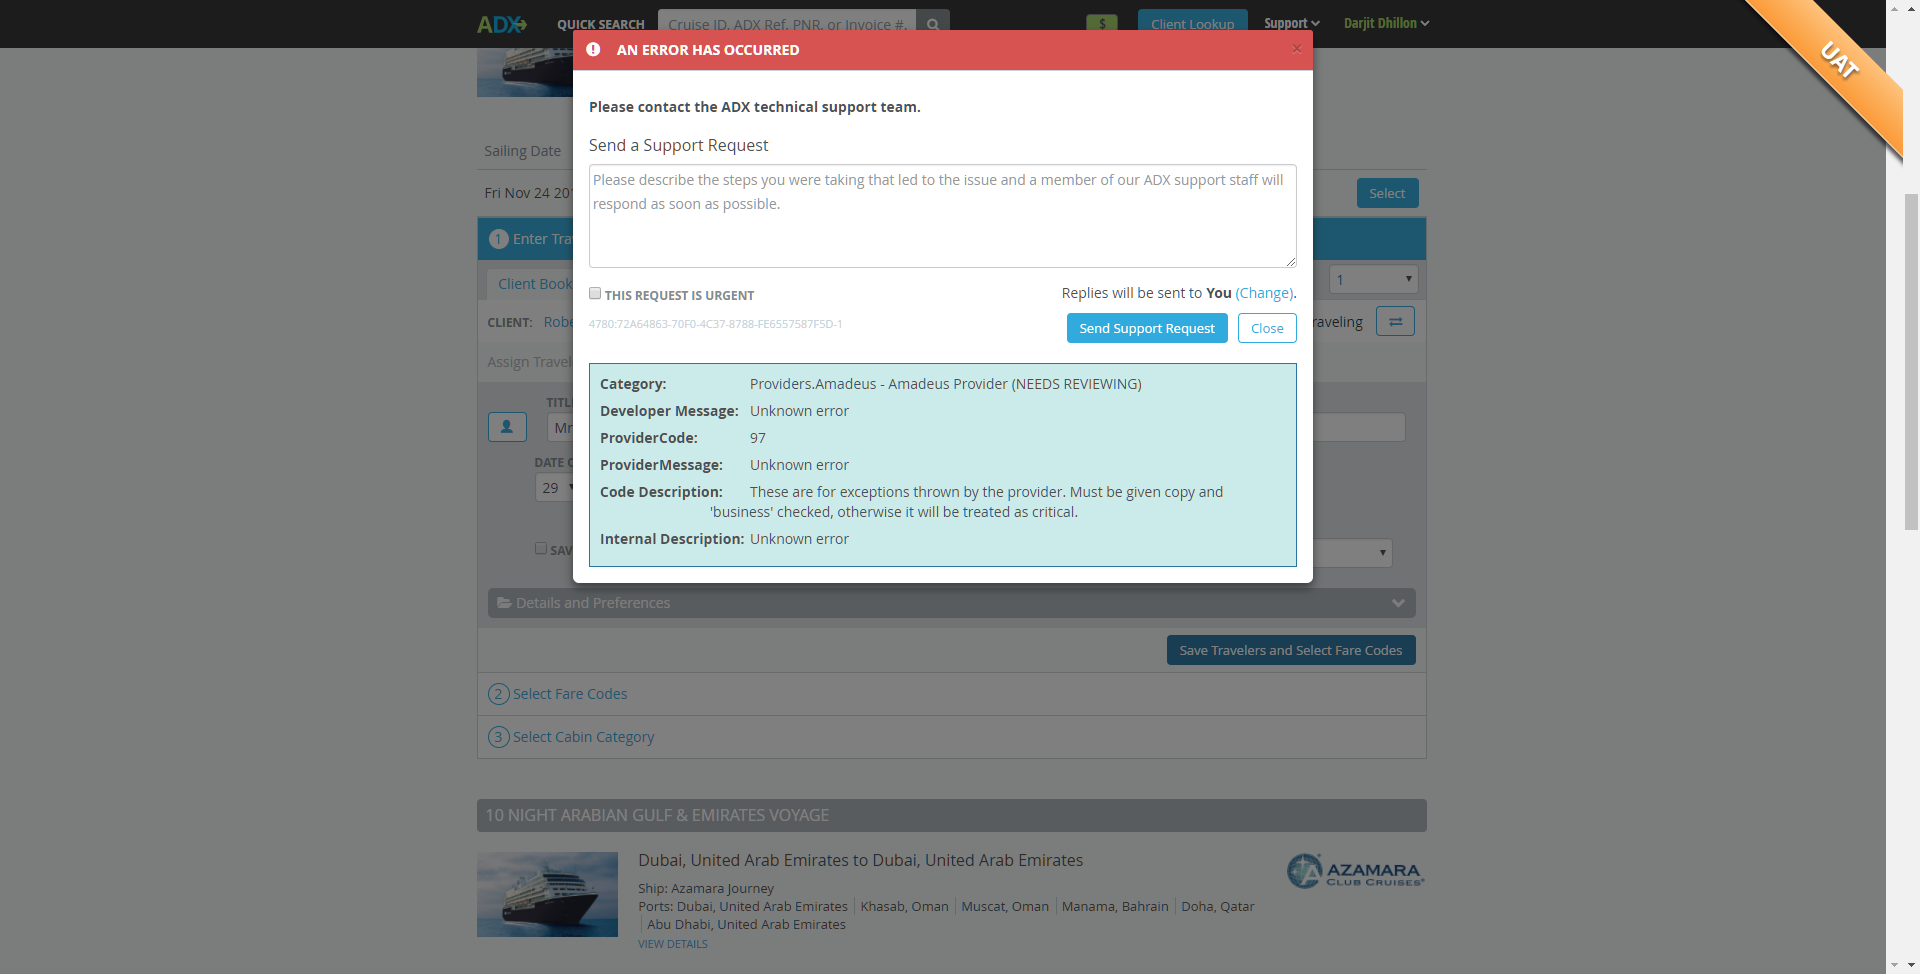 ADX QUICK SEARCH Cruise ID, ADX Ref, PNR, or Invoice #. $ Client Lookup Support Darjit Dhillon
UAT
AN ERROR HAS OCCURRED ×
Please contact the ADX technical support team.
Send a Support Request
Please describe the steps you were taking that led to the issue and a member of our ADX support staff will
respond as soon as possible.
THIS REQUEST IS URGENT Replies will be sent to You (Change).
4780:72A64863-70F0-4C37-8788-FE6557587F5D-1
Send Support Request Close
Category: Providers.Amadeus - Amadeus Provider (NEEDS REVIEWING)
Developer Message: Unknown error
ProviderCode: 97
ProviderMessage: Unknown error
Code Description: These are for exceptions thrown by the provider. Must be given copy and
'business' checked, otherwise it will be treated as critical.
Internal Description: Unknown error
Sailing Date
Fri Nov 24 20 Select
1 Enter Tra
Client Book 1
CLIENT: Robe raveling
Assign Travel
TITL
Mr
DATE O
29
SAV
Details and Preferences
Save Travelers and Select Fare Codes
2 Select Fare Codes
3 Select Cabin Category
10 NIGHT ARABIAN GULF & EMIRATES VOYAGE
Dubai, United Arab Emirates to Dubai, United Arab Emirates
AZAMARA
CLUB CRUISES®
Ship: Azamara Journey
Ports: Dubai, United Arab Emirates Khasab, Oman Muscat, Oman Manama, Bahrain Doha, Qatar
Abu Dhabi, United Arab Emirates
VIEW DETAILS